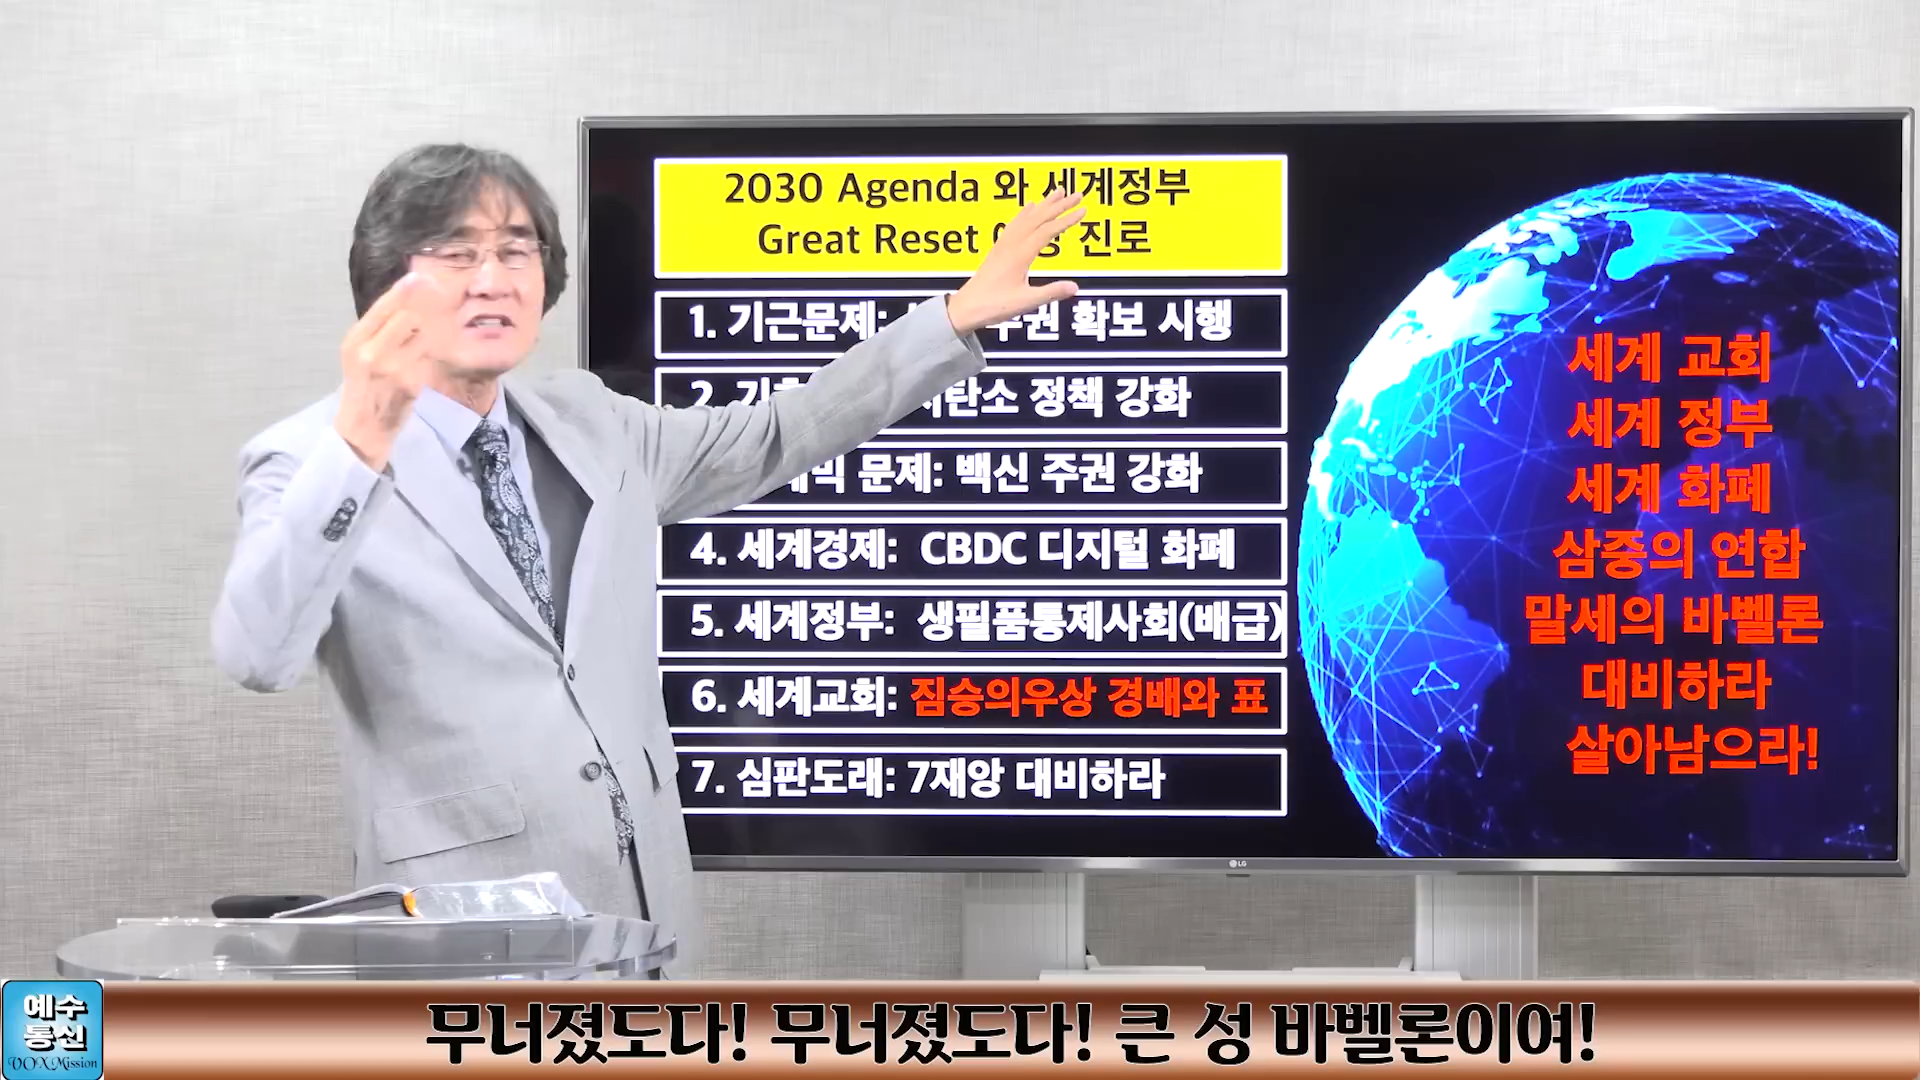 2030 Agenda 와 세계정부
Great Reset 진로
1. 기근문제: 주권 확보 시행
2. 저탄소 정책 강화
문제: 백신 주권 강화
4. 세계경제: CBDC 디지털 화폐
5. 세계정부: 생필품통제사회(배급)
6. 세계교회: 짐승의우상 경배와 표
7. 심판도래: 7재앙 대비하라
세계 교회
세계 정부
세계 화폐
삼중의 연합
말세의 바벨론
대비하라
살아남으라!
LG
예수
통신
VOX Mission
무너졌도다! 무너졌도다! 큰 성 바벨론이여!